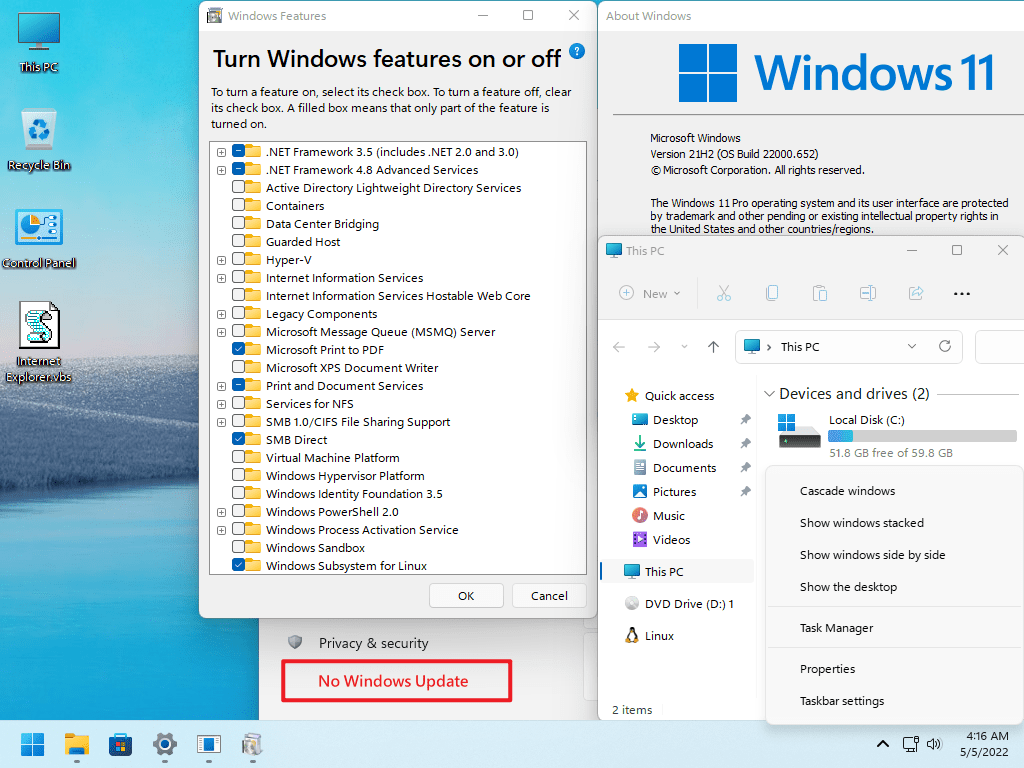 This PC
Recycle Bin
Control Panel
Internet
Explorer.vbs
Windows Features
Turn Windows features on or off
?
To turn a feature on, select its check box. To turn a feature off, clear
its check box. A filled box means that only part of the feature is
turned on.
.NET Framework 3.5 (includes .NET 2.0 and 3.0)
.NET Framework 4.8 Advanced Services
Active Directory Lightweight Directory Services
Containers
Data Center Bridging
Guarded Host
Hyper-V
Internet Information Services
Internet Information Services Hostable Web Core
Legacy Components
Microsoft Message Queue (MSMQ) Server
Microsoft Print to PDF
Microsoft XPS Document Writer
Print and Document Services
Services for NFS
SMB 1.0/CIFS File Sharing Support
SMB Direct
Virtual Machine Platform
Windows Hypervisor Platform
Windows Identity Foundation 3.5
Windows PowerShell 2.0
Windows Process Activation Service
Windows Sandbox
Windows Subsystem for Linux
OK
Cancel
Privacy & security
No Windows Update
About Windows
Windows 11
Microsoft Windows
Version 21H2 (OS Build 22000.652)
© Microsoft Corporation. All rights reserved.
The Windows 11 Pro operating system and its user interface are protected
by trademark and other pending or existing intellectual property rights in
the United States and other countries/regions.
This PC
New
This PC
Quick access
Desktop
Downloads
Documents
Pictures
Music
Videos
This PC
DVD Drive (D:) 1
Linux
2 items
Devices and drives (2)
Local Disk (C:)
51.8 GB free of 59.8 GB
Cascade windows
Show windows stacked
Show windows side by side
Show the desktop
Task Manager
Properties
Taskbar settings
4:16 AM
5/5/2022